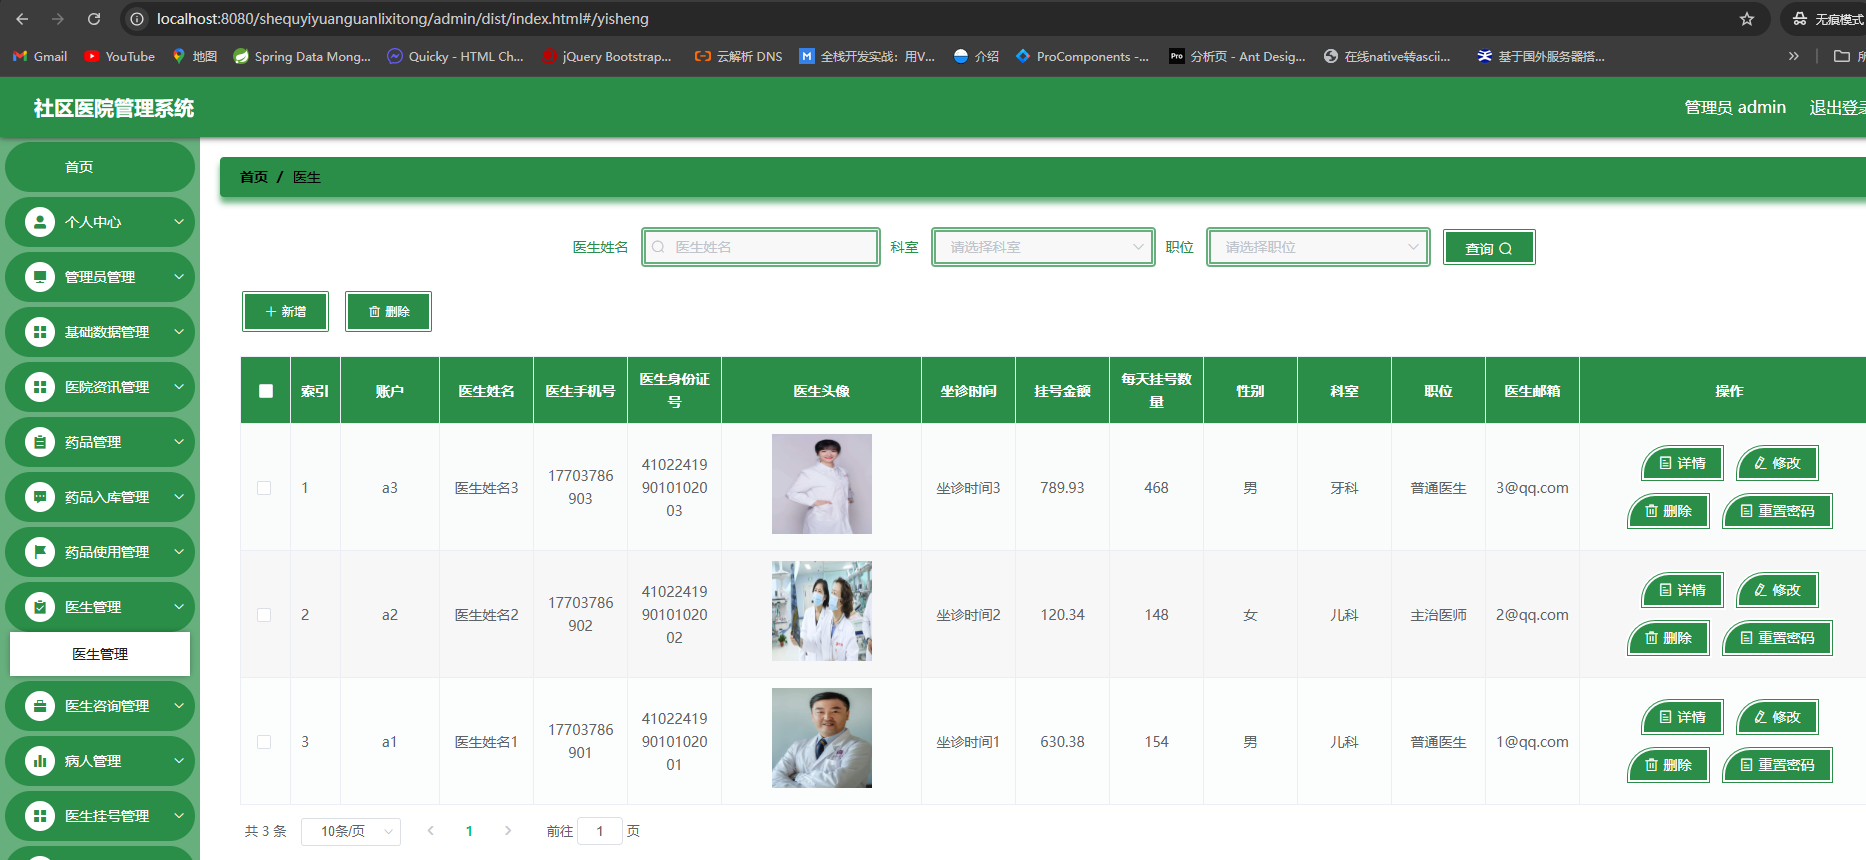 localhost:8080/shequyiyuanguanlixitong/admin/dist/index.html#/yisheng
无痕模式
Gmail YouTube 地图 Spring Data Mong... Quicky - HTML Ch... jQuery Bootstrap... 云解析 DNS 全栈开发实战：用V... 介绍 ProComponents -... 分析页 - Ant Desig... 在线native转ascii... 基于国外服务器搭...
社区医院管理系统
管理员 admin 退出登录
首页
个人中心
管理员管理
基础数据管理
医院资讯管理
药品管理
药品入库管理
药品使用管理
医生管理
医生管理
医生咨询管理
病人管理
医生挂号管理
首页 / 医生
医生姓名 医生姓名 科室 请选择科室 职位 请选择职位 查询
新增 删除
索引 账户 医生姓名 医生手机号 医生身份证号 医生头像 坐诊时间 挂号金额 每天挂号数量 性别 科室 职位 医生邮箱 操作
1 a3 医生姓名3 17703786903 410224199010102003 坐诊时间3 789.93 468 男 牙科 普通医生 3@qq.com 详情 修改
删除 重置密码
2 a2 医生姓名2 17703786902 410224199010102002 坐诊时间2 120.34 148 女 儿科 主治医师 2@qq.com 详情 修改
删除 重置密码
3 a1 医生姓名1 17703786901 410224199010102001 坐诊时间1 630.38 154 男 儿科 普通医生 1@qq.com 详情 修改
删除 重置密码
共 3 条 10条/页 1 前往 1 页